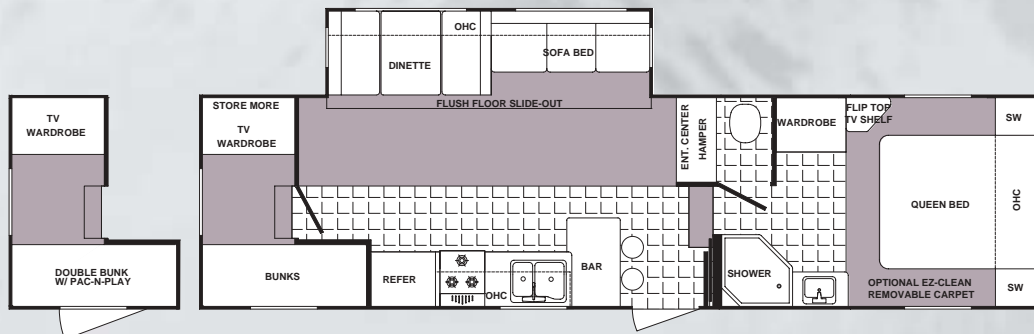 OHC
DINETTE
SOFA BED
FLUSH FLOOR SLIDE-OUT
TV
WARDROBE
DOUBLE BUNK
W/ PAC-N-PLAY
STORE MORE
TV
WARDROBE
BUNKS
REFER
OHC
BAR
ENT. CENTER
HAMPER
WARDROBE
FLIP TOP
TV SHELF
SW
QUEEN BED
OHC
SHOWER
OPTIONAL EZ-CLEAN
REMOVABLE CARPET
SW